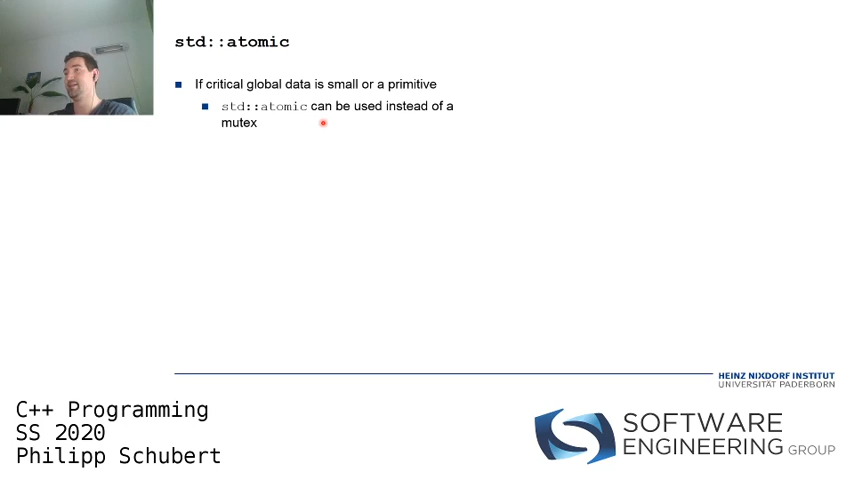 std::atomic
If critical global data is small or a primitive
std::atomic can be used instead of a
mutex
HEINZ NIXDORF INSTITUT
UNIVERSITÄT PADERBORN
C++ Programming
SS 2020
Philipp Schubert
SOFTWARE
ENGINEERING GROUP